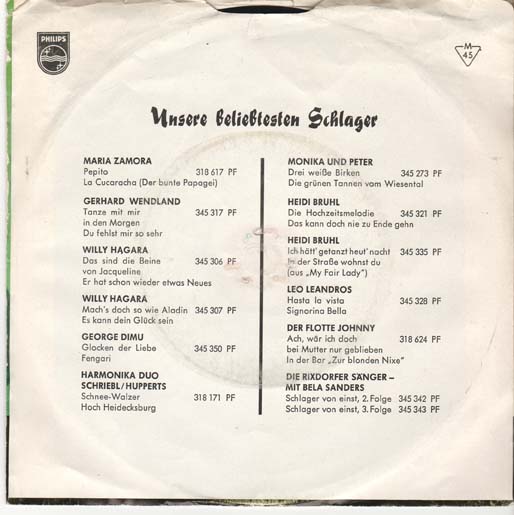 PHILIPS
M
45
Unsere beliebtesten Schlager
MARIA ZAMORA
Pepito 318 617 PF
La Cucaracha (Der bunte Papagei)
GERHARD WENDLAND
Tanze mit mir 345 317 PF
in den Morgen
Du fehlst mir so sehr
WILLY HAGARA
Das sind die Beine 345 306 PF
von Jacqueline
Er hat schon wieder etwas Neues
WILLY HAGARA
Mach's doch so wie Aladin 345 307 PF
Es kann dein Glück sein
GEORGE DIMU
Glocken der Liebe 345 350 PF
Fengari
HARMONIKA DUO
SCHRIEBL/HUPPERTS
Schnee-Walzer 318 171 PF
Hoch Heidecksburg
MONIKA UND PETER
Drei weiße Birken 345 273 PF
Die grünen Tannen vom Wiesental
HEIDI BRUHL
Die Hochzeitsmelodie 345 321 PF
Das kann doch nie zu Ende gehn
HEIDI BRUHL
Ich hätt' getanzt heut' nacht 345 335 PF
In der Straße wohnst du
(aus „My Fair Lady")
LEO LEANDROS
Hasta la vista 345 328 PF
Signorina Bella
DER FLOTTE JOHNNY
Ach, wär ich doch 318 624 PF
bei Mutter nur geblieben
In der Bar „Zur blonden Nixe"
DIE RIXDORFER SÄNGER –
MIT BELA SANDERS
Schlager von einst, 2. Folge 345 342 PF
Schlager von einst, 3. Folge 345 343 PF